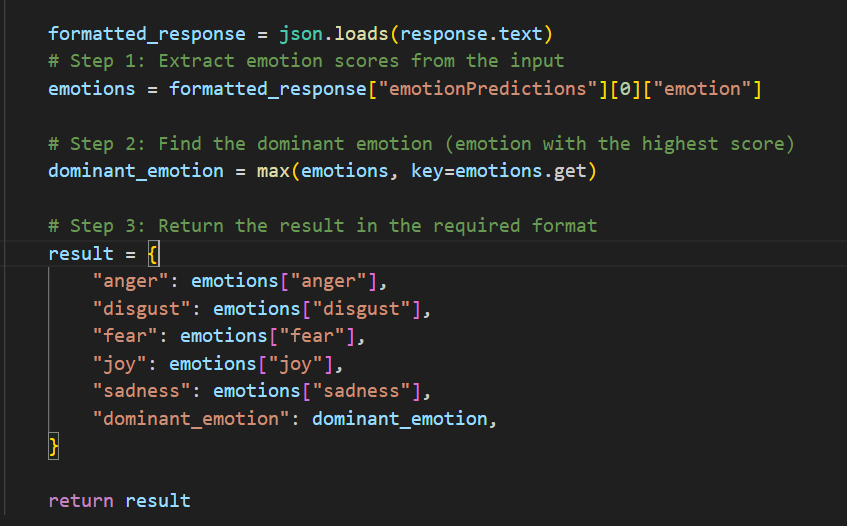 formatted_response = json.loads(response.text)
# Step 1: Extract emotion scores from the input
emotions = formatted_response["emotionPredictions"][0]["emotion"]
# Step 2: Find the dominant emotion (emotion with the highest score)
dominant_emotion = max(emotions, key=emotions.get)
# Step 3: Return the result in the required format
result = {
    "anger": emotions["anger"],
    "disgust": emotions["disgust"],
    "fear": emotions["fear"],
    "joy": emotions["joy"],
    "sadness": emotions["sadness"],
    "dominant_emotion": dominant_emotion,
}
return result